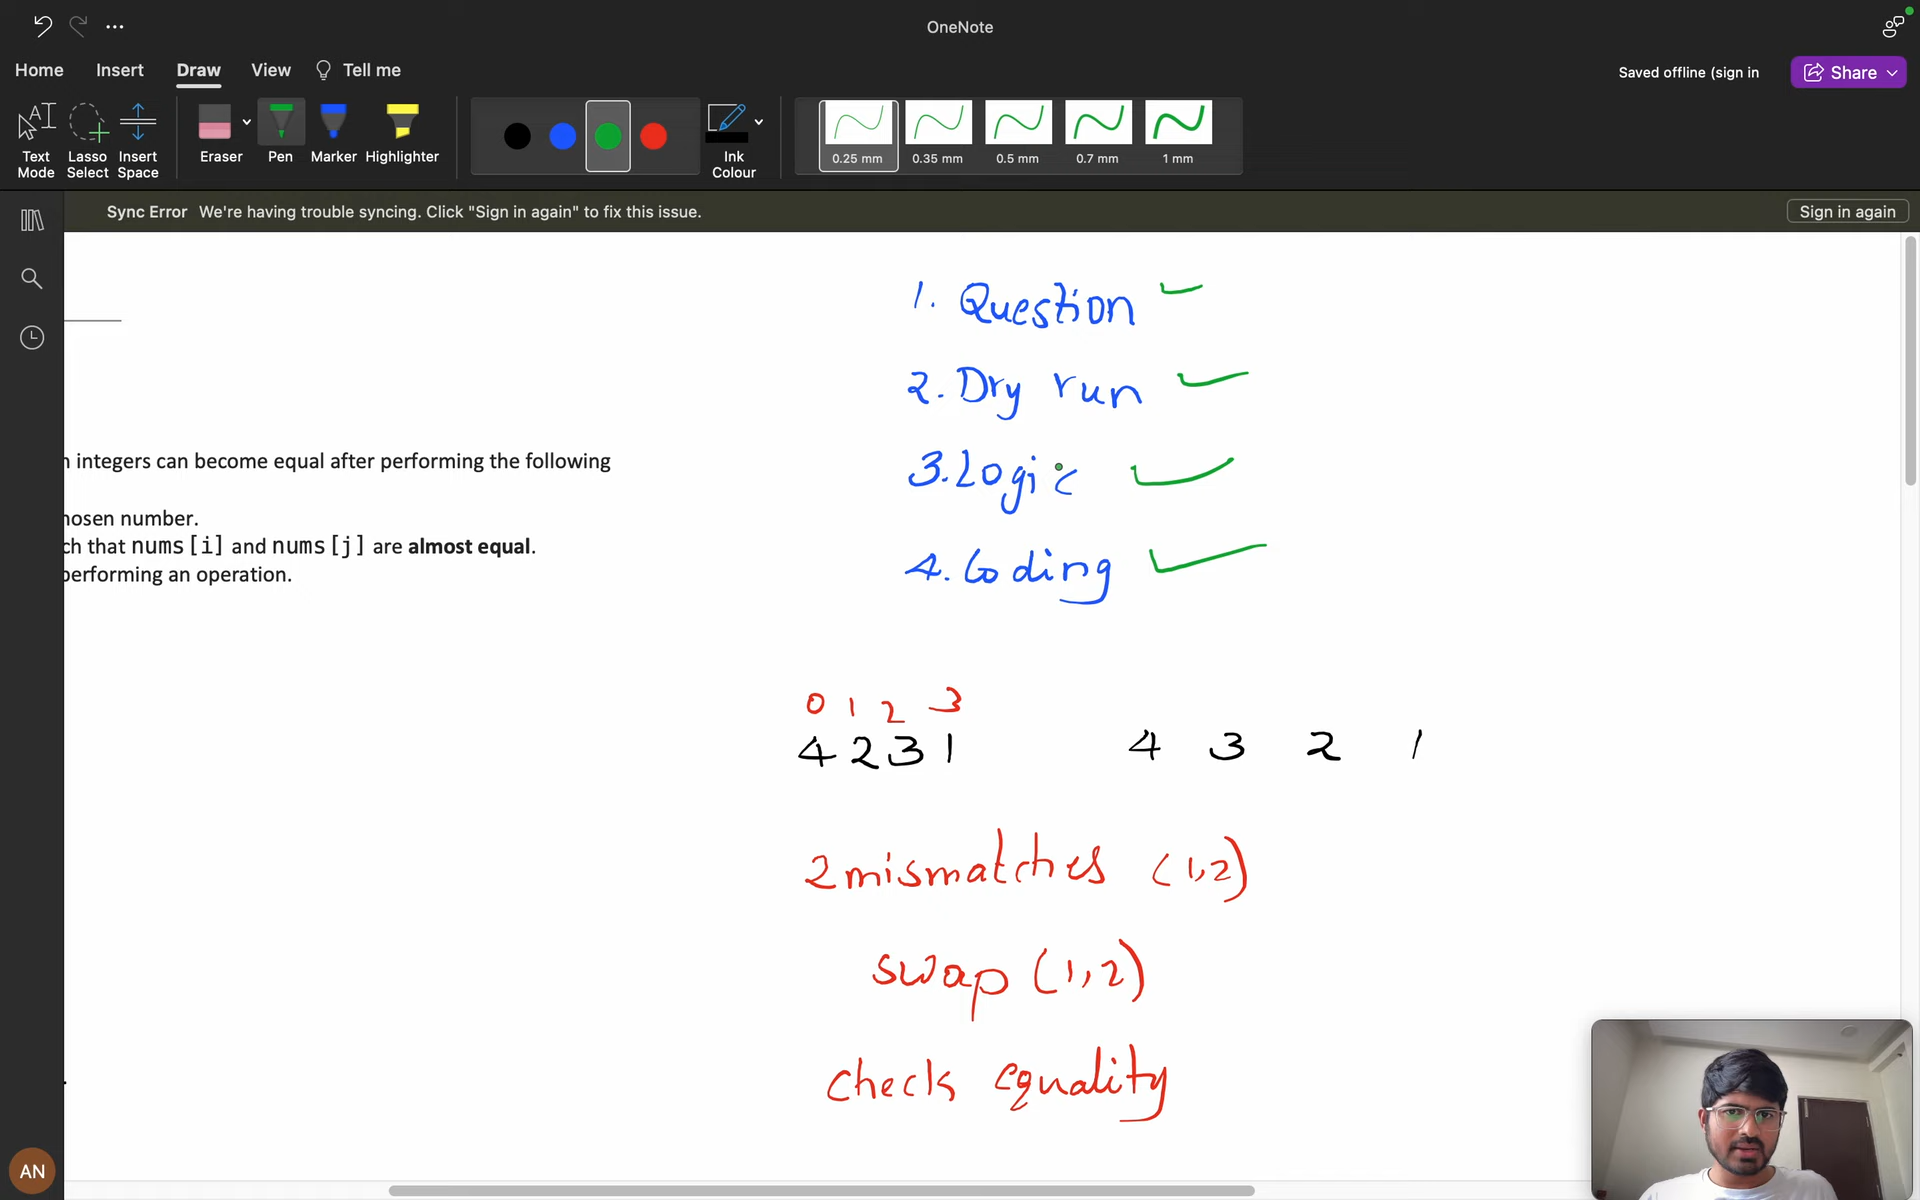 OneNote
Home Insert Draw View Tell me
Saved offline (sign in
Share
Text Mode
Lasso Select
Insert Space
Eraser
Pen
Marker
Highlighter
Ink Colour
0.25 mm
0.35 mm
0.5 mm
0.7 mm
1 mm
Sync Error We're having trouble syncing. Click "Sign in again" to fix this issue.
Sign in again
1. Question
2. Dry run
3. Logic
4. Coding
n integers can become equal after performing the following
hosen number.
ch that nums[i] and nums[j] are almost equal.
performing an operation.
0 1 2 3
4 2 3 1 4 3 2 1
2 mismatches (1,2)
swap (1,2)
check equality
.
AN